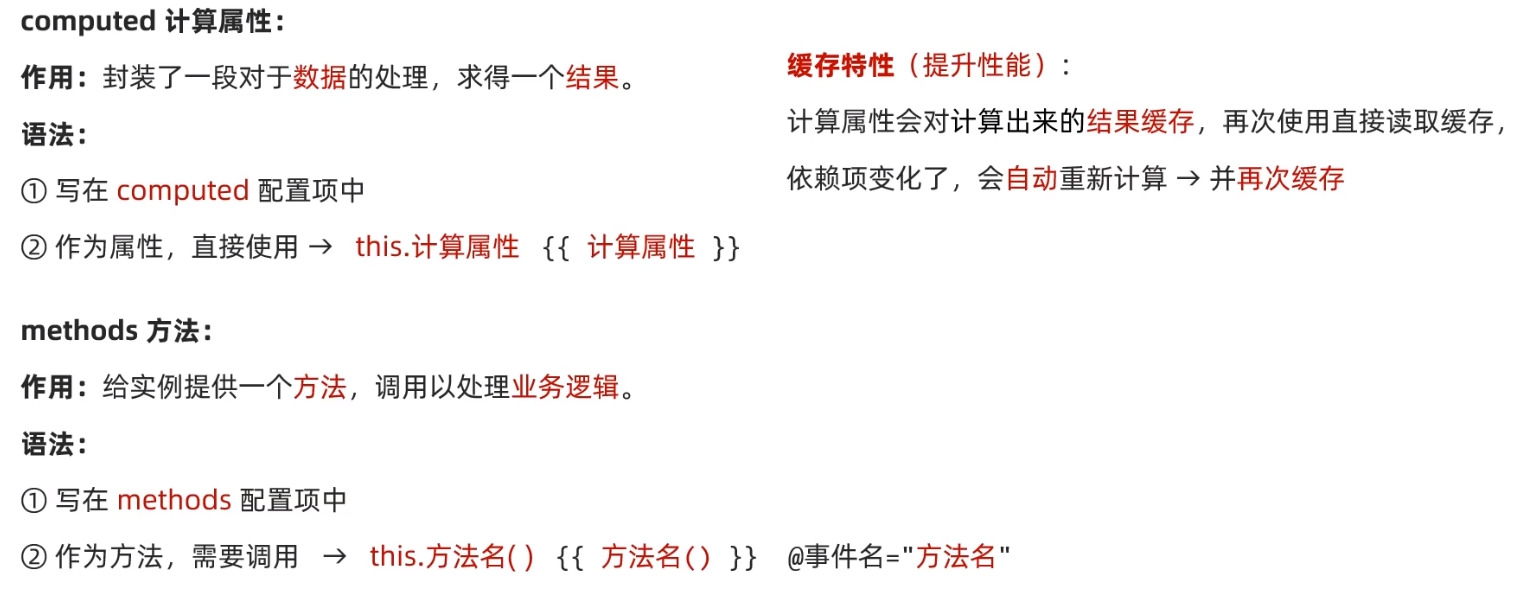 computed 计算属性：
作用：封装了一段对于数据的处理，求得一个结果。
语法：
① 写在 computed 配置项中
② 作为属性，直接使用 → this.计算属性 {{ 计算属性 }}
缓存特性（提升性能）:
计算属性会对计算出来的结果缓存，再次使用直接读取缓存，
依赖项变化了，会自动重新计算 → 并再次缓存
methods 方法：
作用：给实例提供一个方法，调用以处理业务逻辑。
语法：
① 写在 methods 配置项中
② 作为方法，需要调用 → this.方法名( ) {{ 方法名() }} @事件名="方法名"